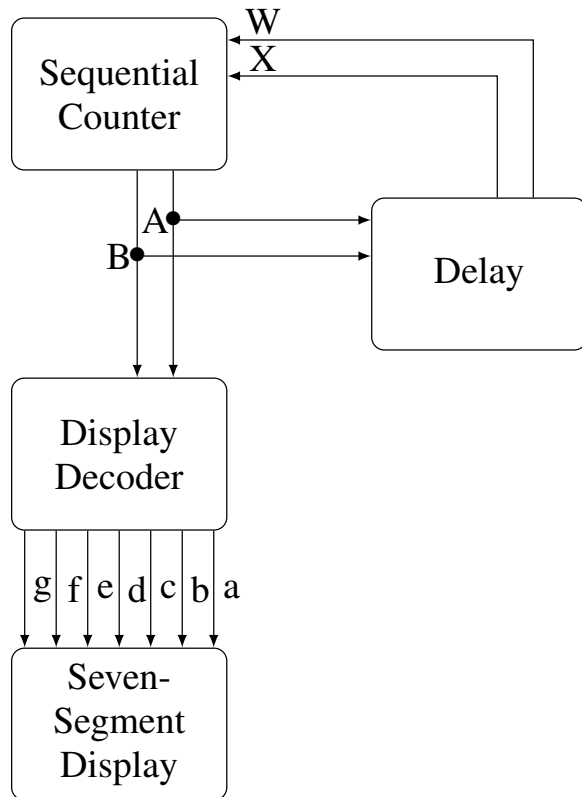 W
Sequential
Counter
X
A
B
Delay
Display
Decoder
g f e d c b a
Seven-
Segment
Display